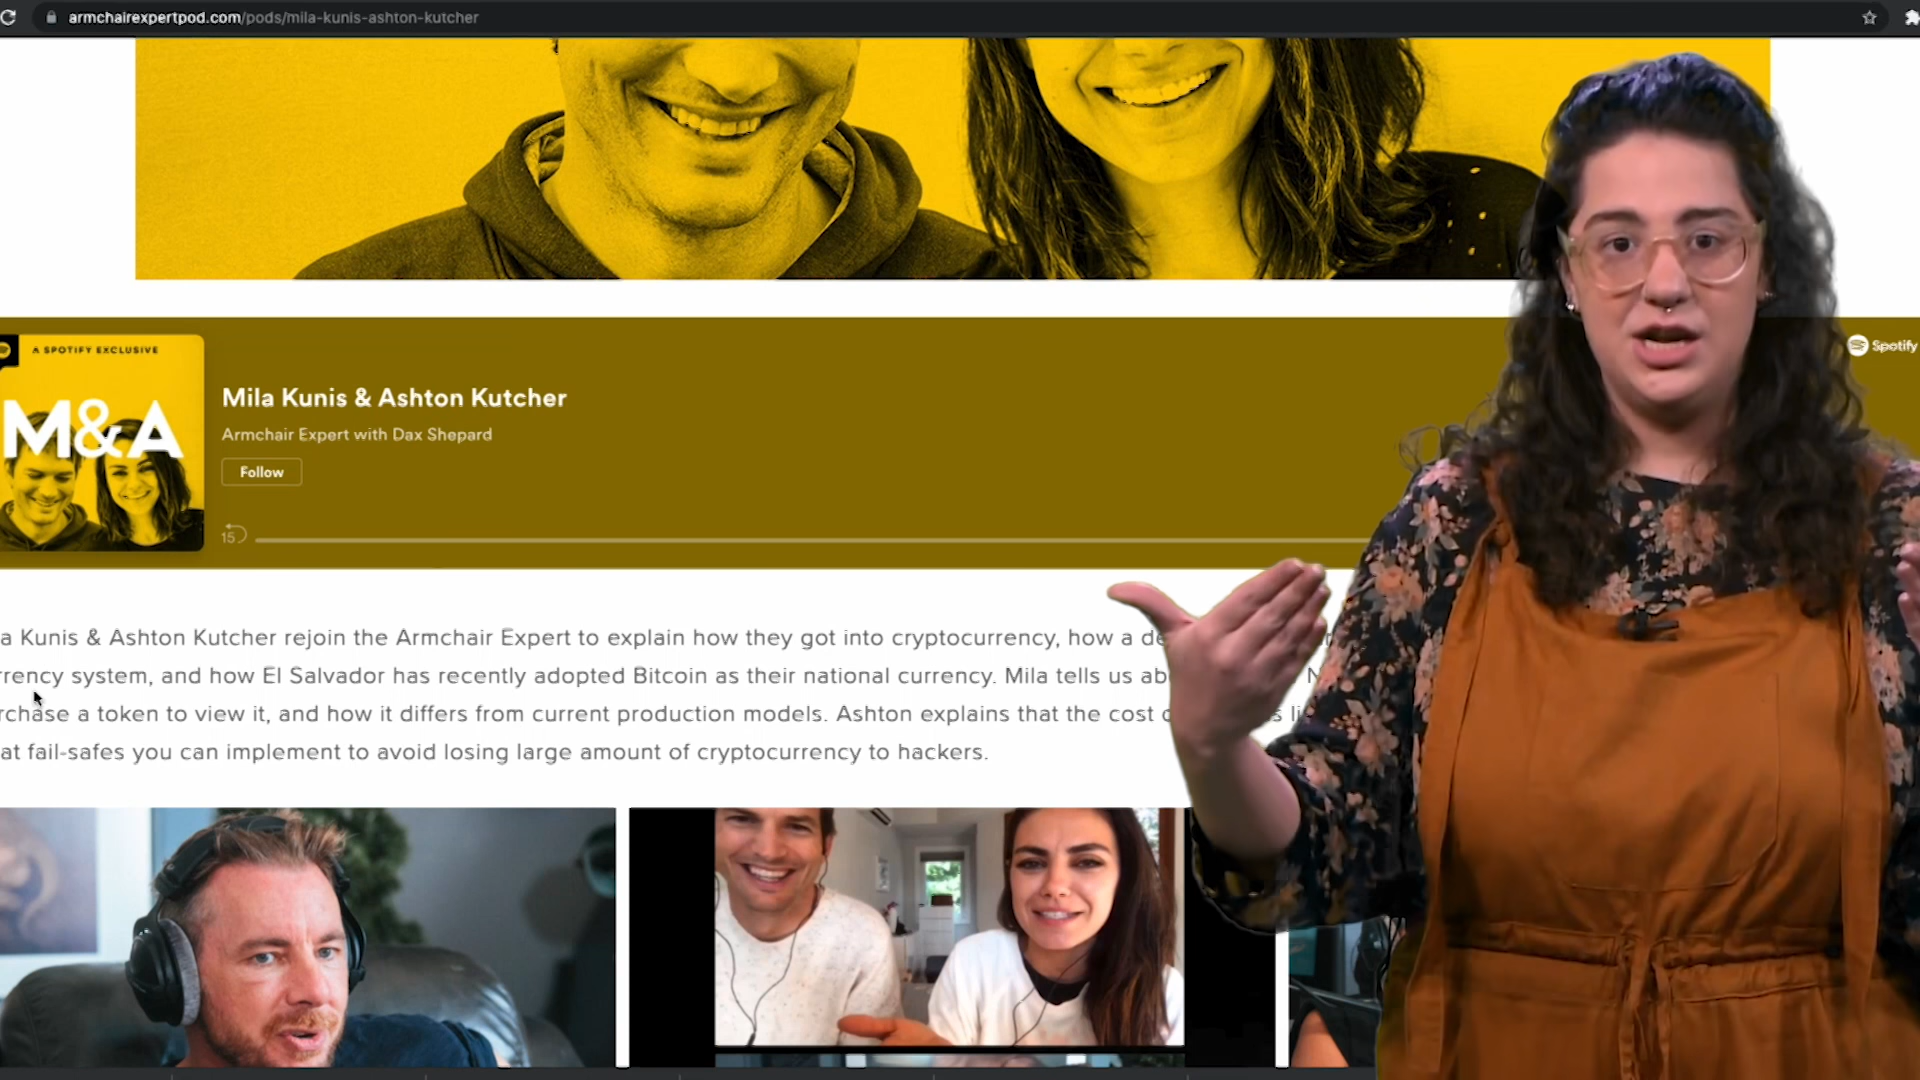 armchairexpertpod.com/pods/mila-kunis-ashton-kutcher
A SPOTIFY EXCLUSIVE
M&A
Mila Kunis & Ashton Kutcher
Armchair Expert with Dax Shepard
Follow
15
Spotify
a Kunis & Ashton Kutcher rejoin the Armchair Expert to explain how they got into cryptocurrency, how a de
rrency system, and how El Salvador has recently adopted Bitcoin as their national currency. Mila tells us ab N
rchase a token to view it, and how it differs from current production models. Ashton explains that the cost o s li
at fail-safes you can implement to avoid losing large amount of cryptocurrency to hackers.